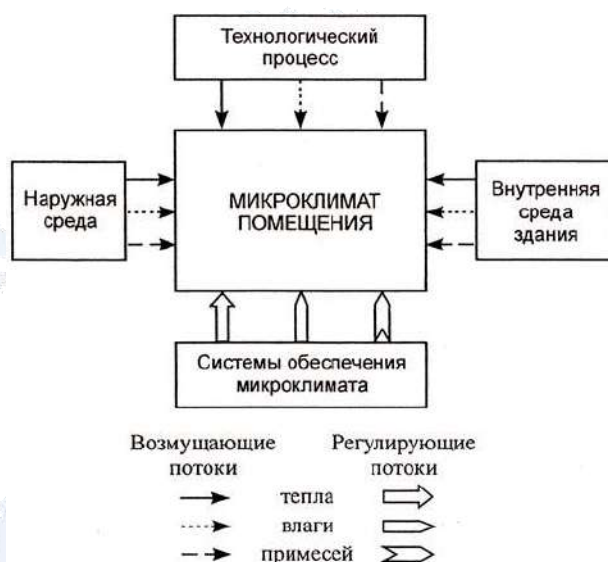 Технологический
процесс
Наружная
среда
МИКРОКЛИМАТ
ПОМЕЩЕНИЯ
Внутренняя
среда
здания
Системы обеспечения
микроклимата
Возмущающие
потоки
Регулирующие
потоки
тепла
влаги
примесей